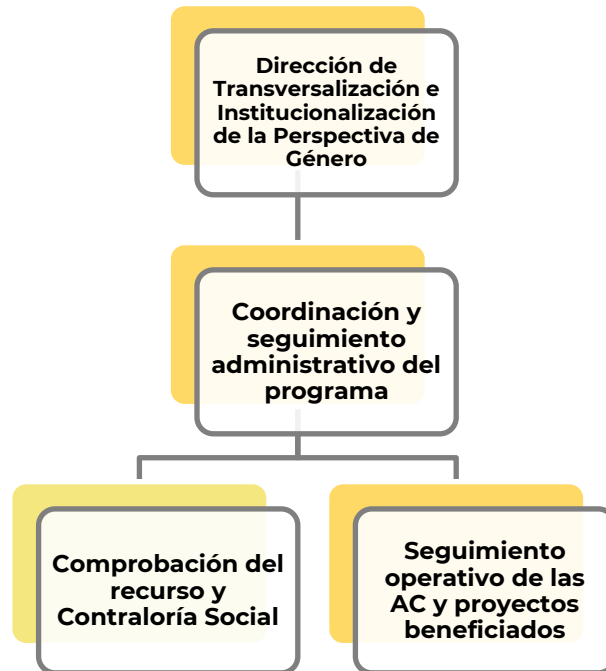 Dirección de
Transversalización e
Institucionalización
de la Perspectiva de
Género
Coordinación y
seguimiento
administrativo del
programa
Comprobación del
recurso y
Contraloría Social
Seguimiento
operativo de las
AC y proyectos
beneficiados